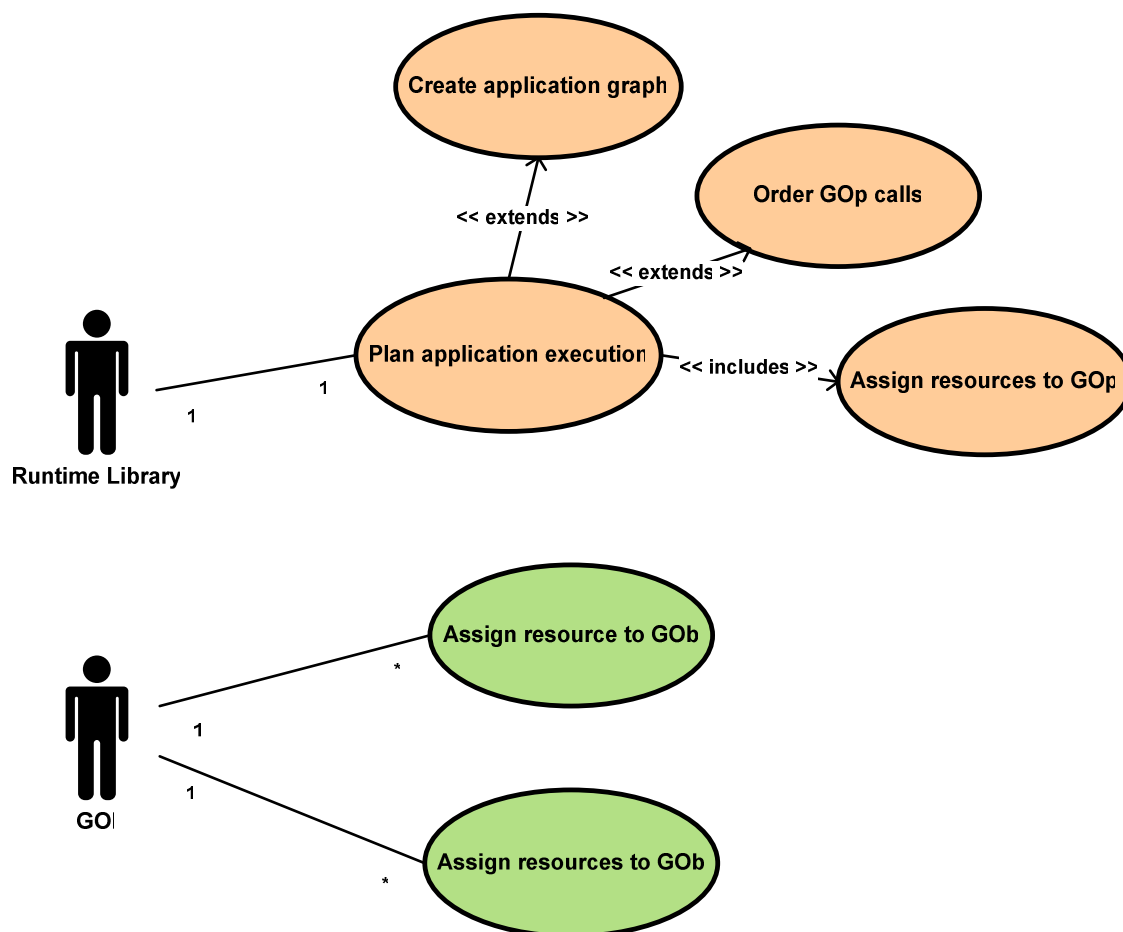 Create application graph
Order GOp calls
<< extends >>
<< extends >>
Plan application execution
<< includes >>
Assign resources to GOp
1
1
Runtime Library
Assign resource to GOb
*
1
1
GO
Assign resources to GOb
*